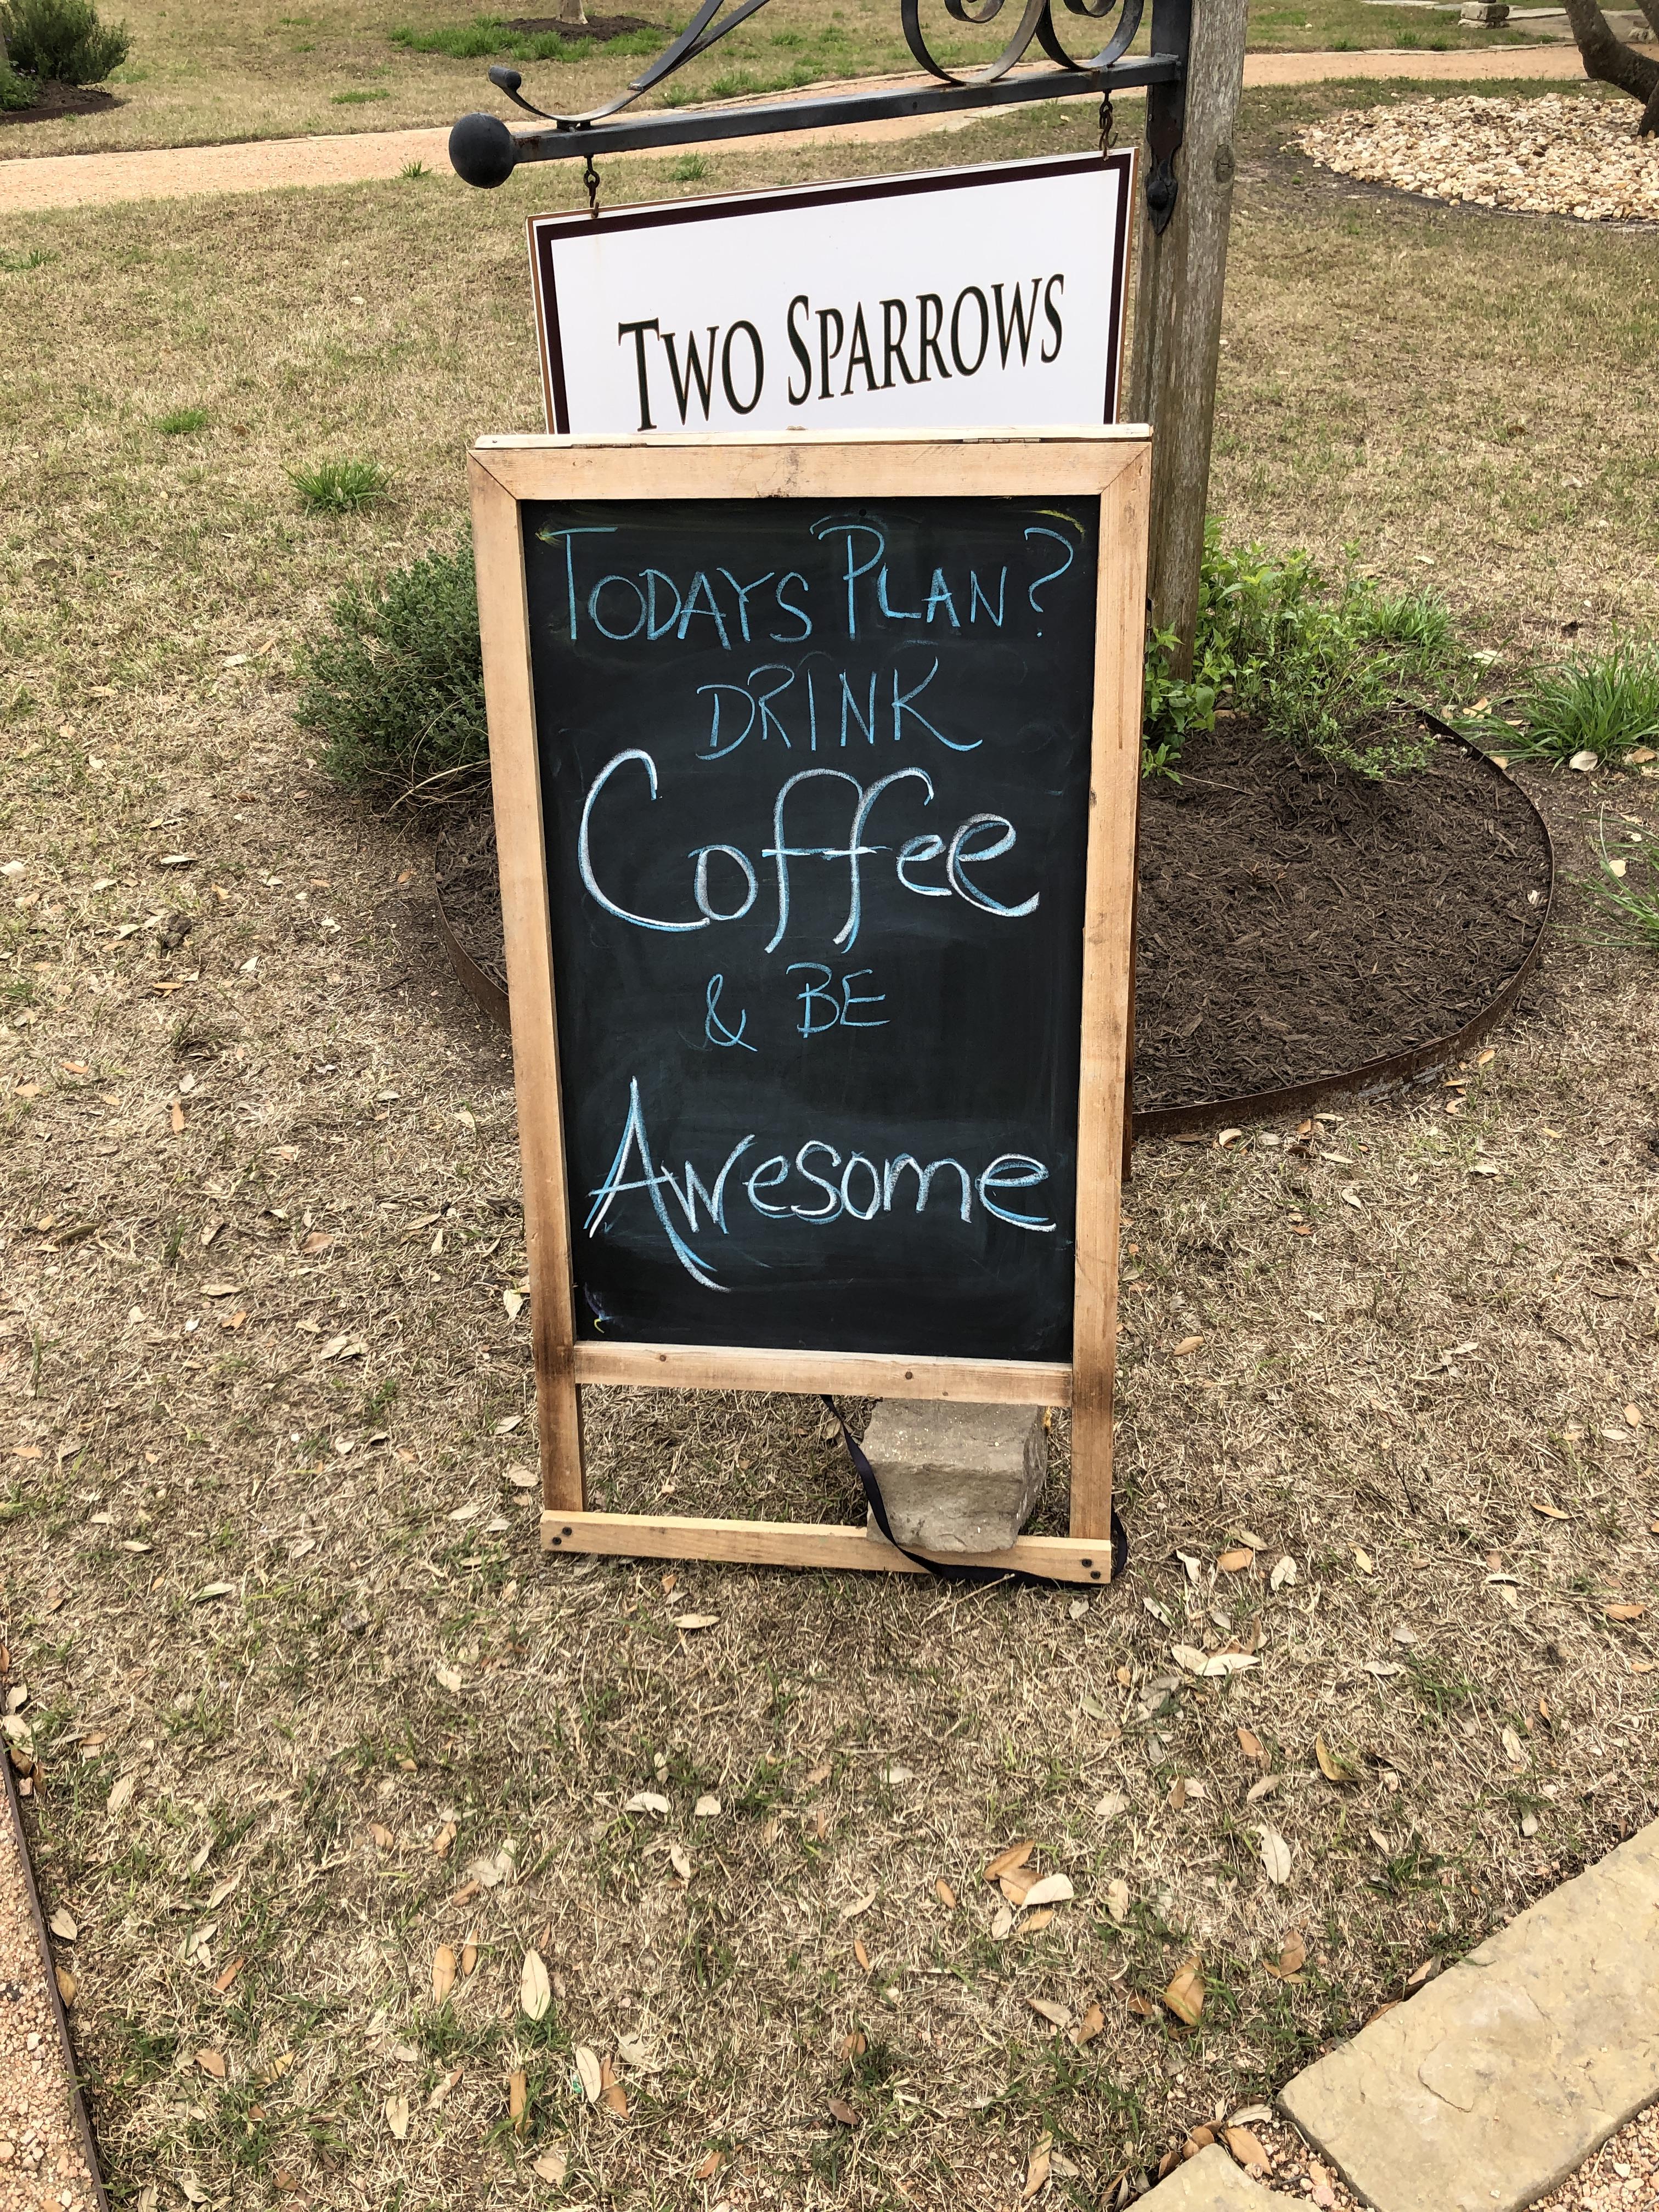 TWO SPARROWS
TODAYS PLAN?
DRINK
Coffee
& BE
Awesome